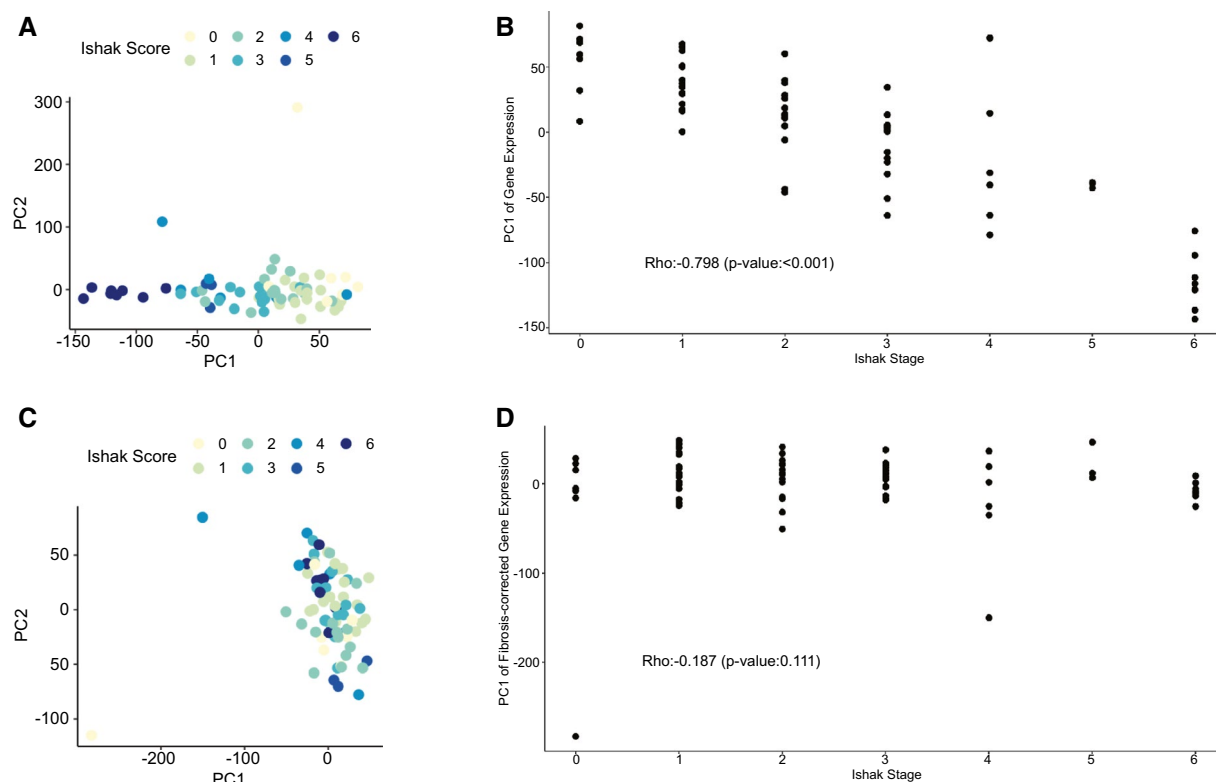 A
Ishak Score
0 2 4 6
1 3 5
300
200
100
0
PC2
-150 -100 -50 0 50
PC1
B
50
0
-50
-100
-150
PC1 of Gene Expression
Rho:-0.798 (p-value:<0.001)
0 1 2 3 4 5 6
Ishak Stage
C
Ishak Score
0 2 4 6
1 3 5
50
0
50
-100
PC2
-200 -100 0
PC1
D
0
-100
-200
PC1 of Fibrosis-corrected Gene Expression
Rho:-0.187 (p-value:0.111)
0 1 2 3 4 5 6
Ishak Stage